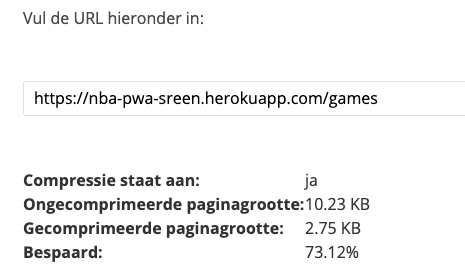 Vul de URL hieronder in:
https://nba-pwa-sreen.herokuapp.com/games
Compressie staat aan: ja
Ongecomprimeerde paginagrootte: 10.23 KB
Gecomprimeerde paginagrootte: 2.75 KB
Bespaard: 73.12%